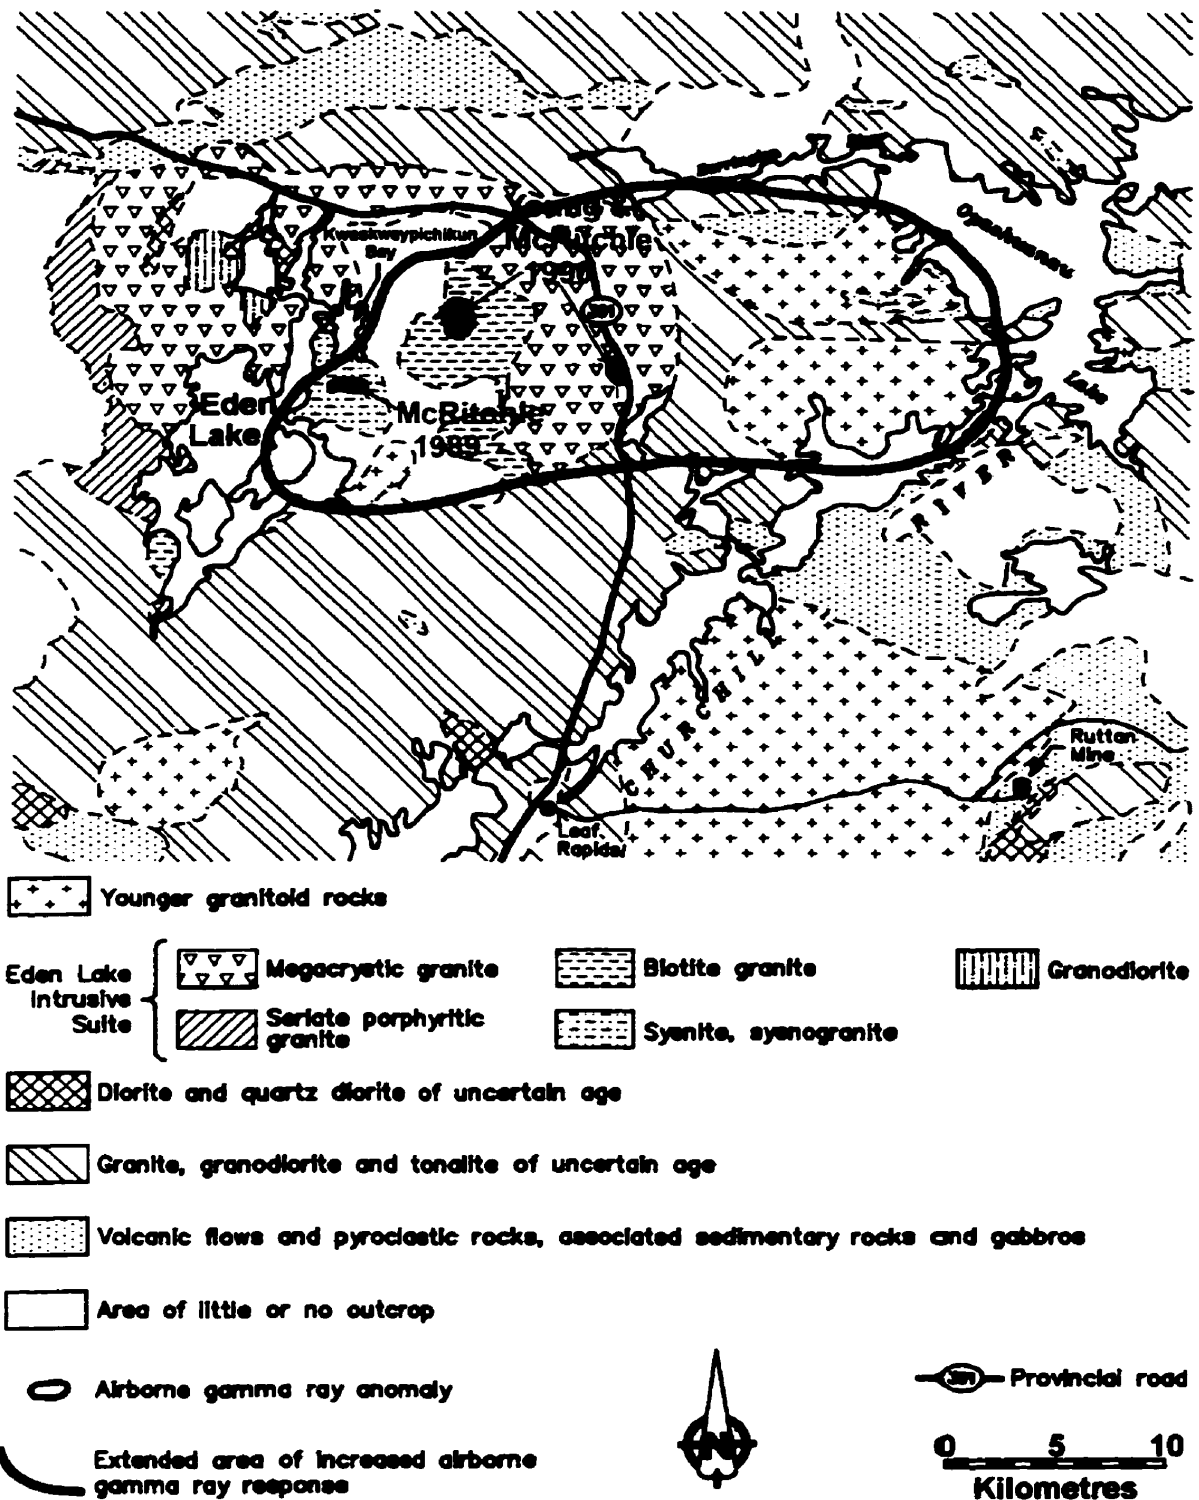 Kwaskwaypichikun
Bay
McRitchie
391
Opachuanau
Lake
Eden
Lake
McRitchie
1989
RIVER
CHURCHILL
Ruttan
Mine
Leaf
Rapids
Younger granitoid rocks
Eden Lake
Intrusive
Suite
Megacrystic granite
Biotite granite
Granodiorite
Seriate porphyritic
granite
Syenite, syenogranite
Diorite and quartz diorite of uncertain age
Granite, granodiorite and tonalite of uncertain age
Volcanic flows and pyroclastic rocks, associated sedimentary rocks and gabbros
Area of little or no outcrop
Airborne gamma ray anomaly
Extended area of increased airborne
gamma ray response
N
391 Provincial road
0 5 10
Kilometres